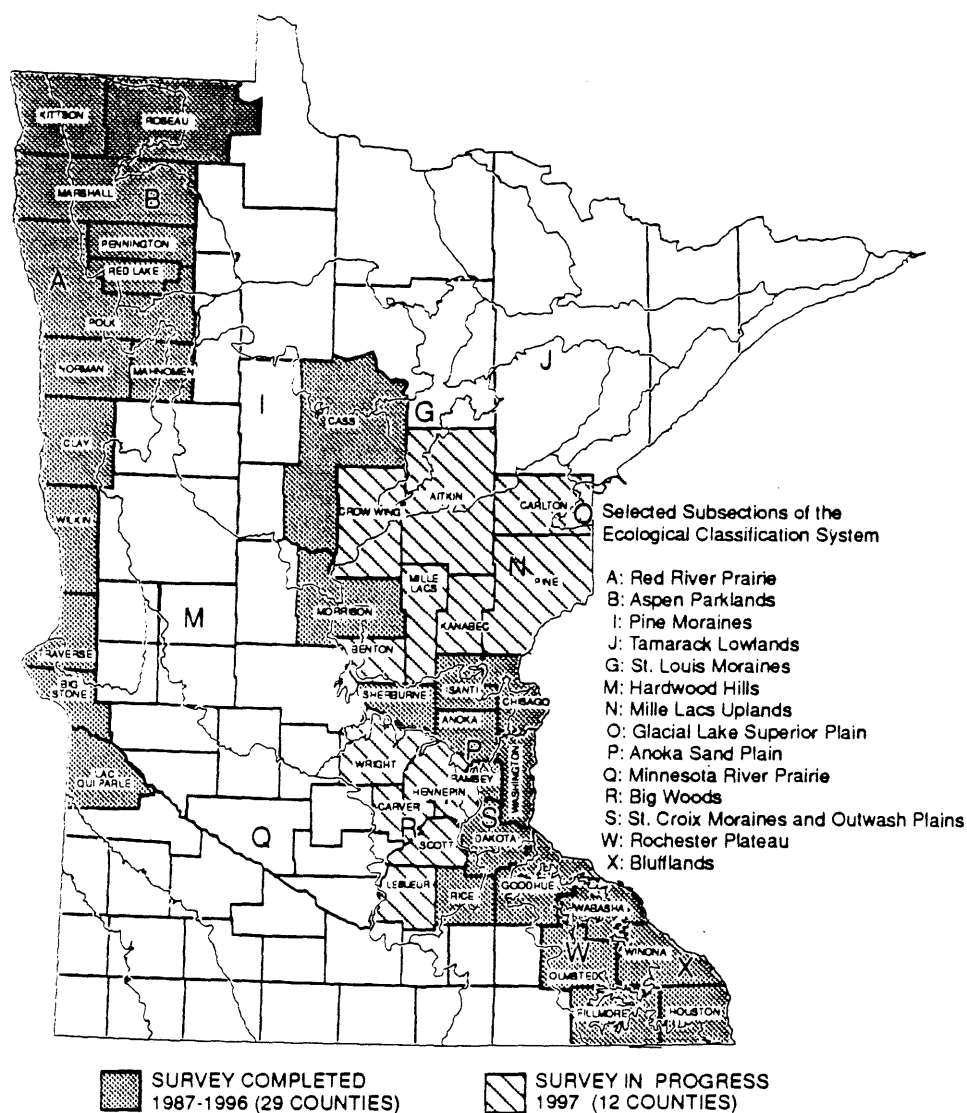 KITTSON
ROSEAU
MARSHALL
B
PENNINGTON
RED LAKE
A
POLK
NORMAN
MAHNOMEN
J
I
G
CASS
CLAY
AITKIN
CROW WING
CARLTON
WILKIN
O
Selected Subsections of the
Ecological Classification System
N
PINE
MILLE
LACS
A: Red River Prairie
B: Aspen Parklands
I: Pine Moraines
J: Tamarack Lowlands
G: St. Louis Moraines
M: Hardwood Hills
N: Mille Lacs Uplands
O: Glacial Lake Superior Plain
P: Anoka Sand Plain
Q: Minnesota River Prairie
R: Big Woods
S: St. Croix Moraines and Outwash Plains
W: Rochester Plateau
X: Blufflands
M
MORRISON
KANABEC
BENTON
TRAVERSE
BIG
STONE
SHERBURNE
ISANTI
CHISAGO
ANOKA
P
WRIGHT
RAMSEY
WASHINGTON
HENNEPIN
LAC
QUI PARLE
CARVER
S
R
Q
SCOTT
DAKOTA
LESUEUR
RICE
GOODHUE
WABASHA
W
WINONA
X
OLMSTED
FILLMORE
HOUSTON
SURVEY COMPLETED
1987-1996 (29 COUNTIES)
SURVEY IN PROGRESS
1997 (12 COUNTIES)